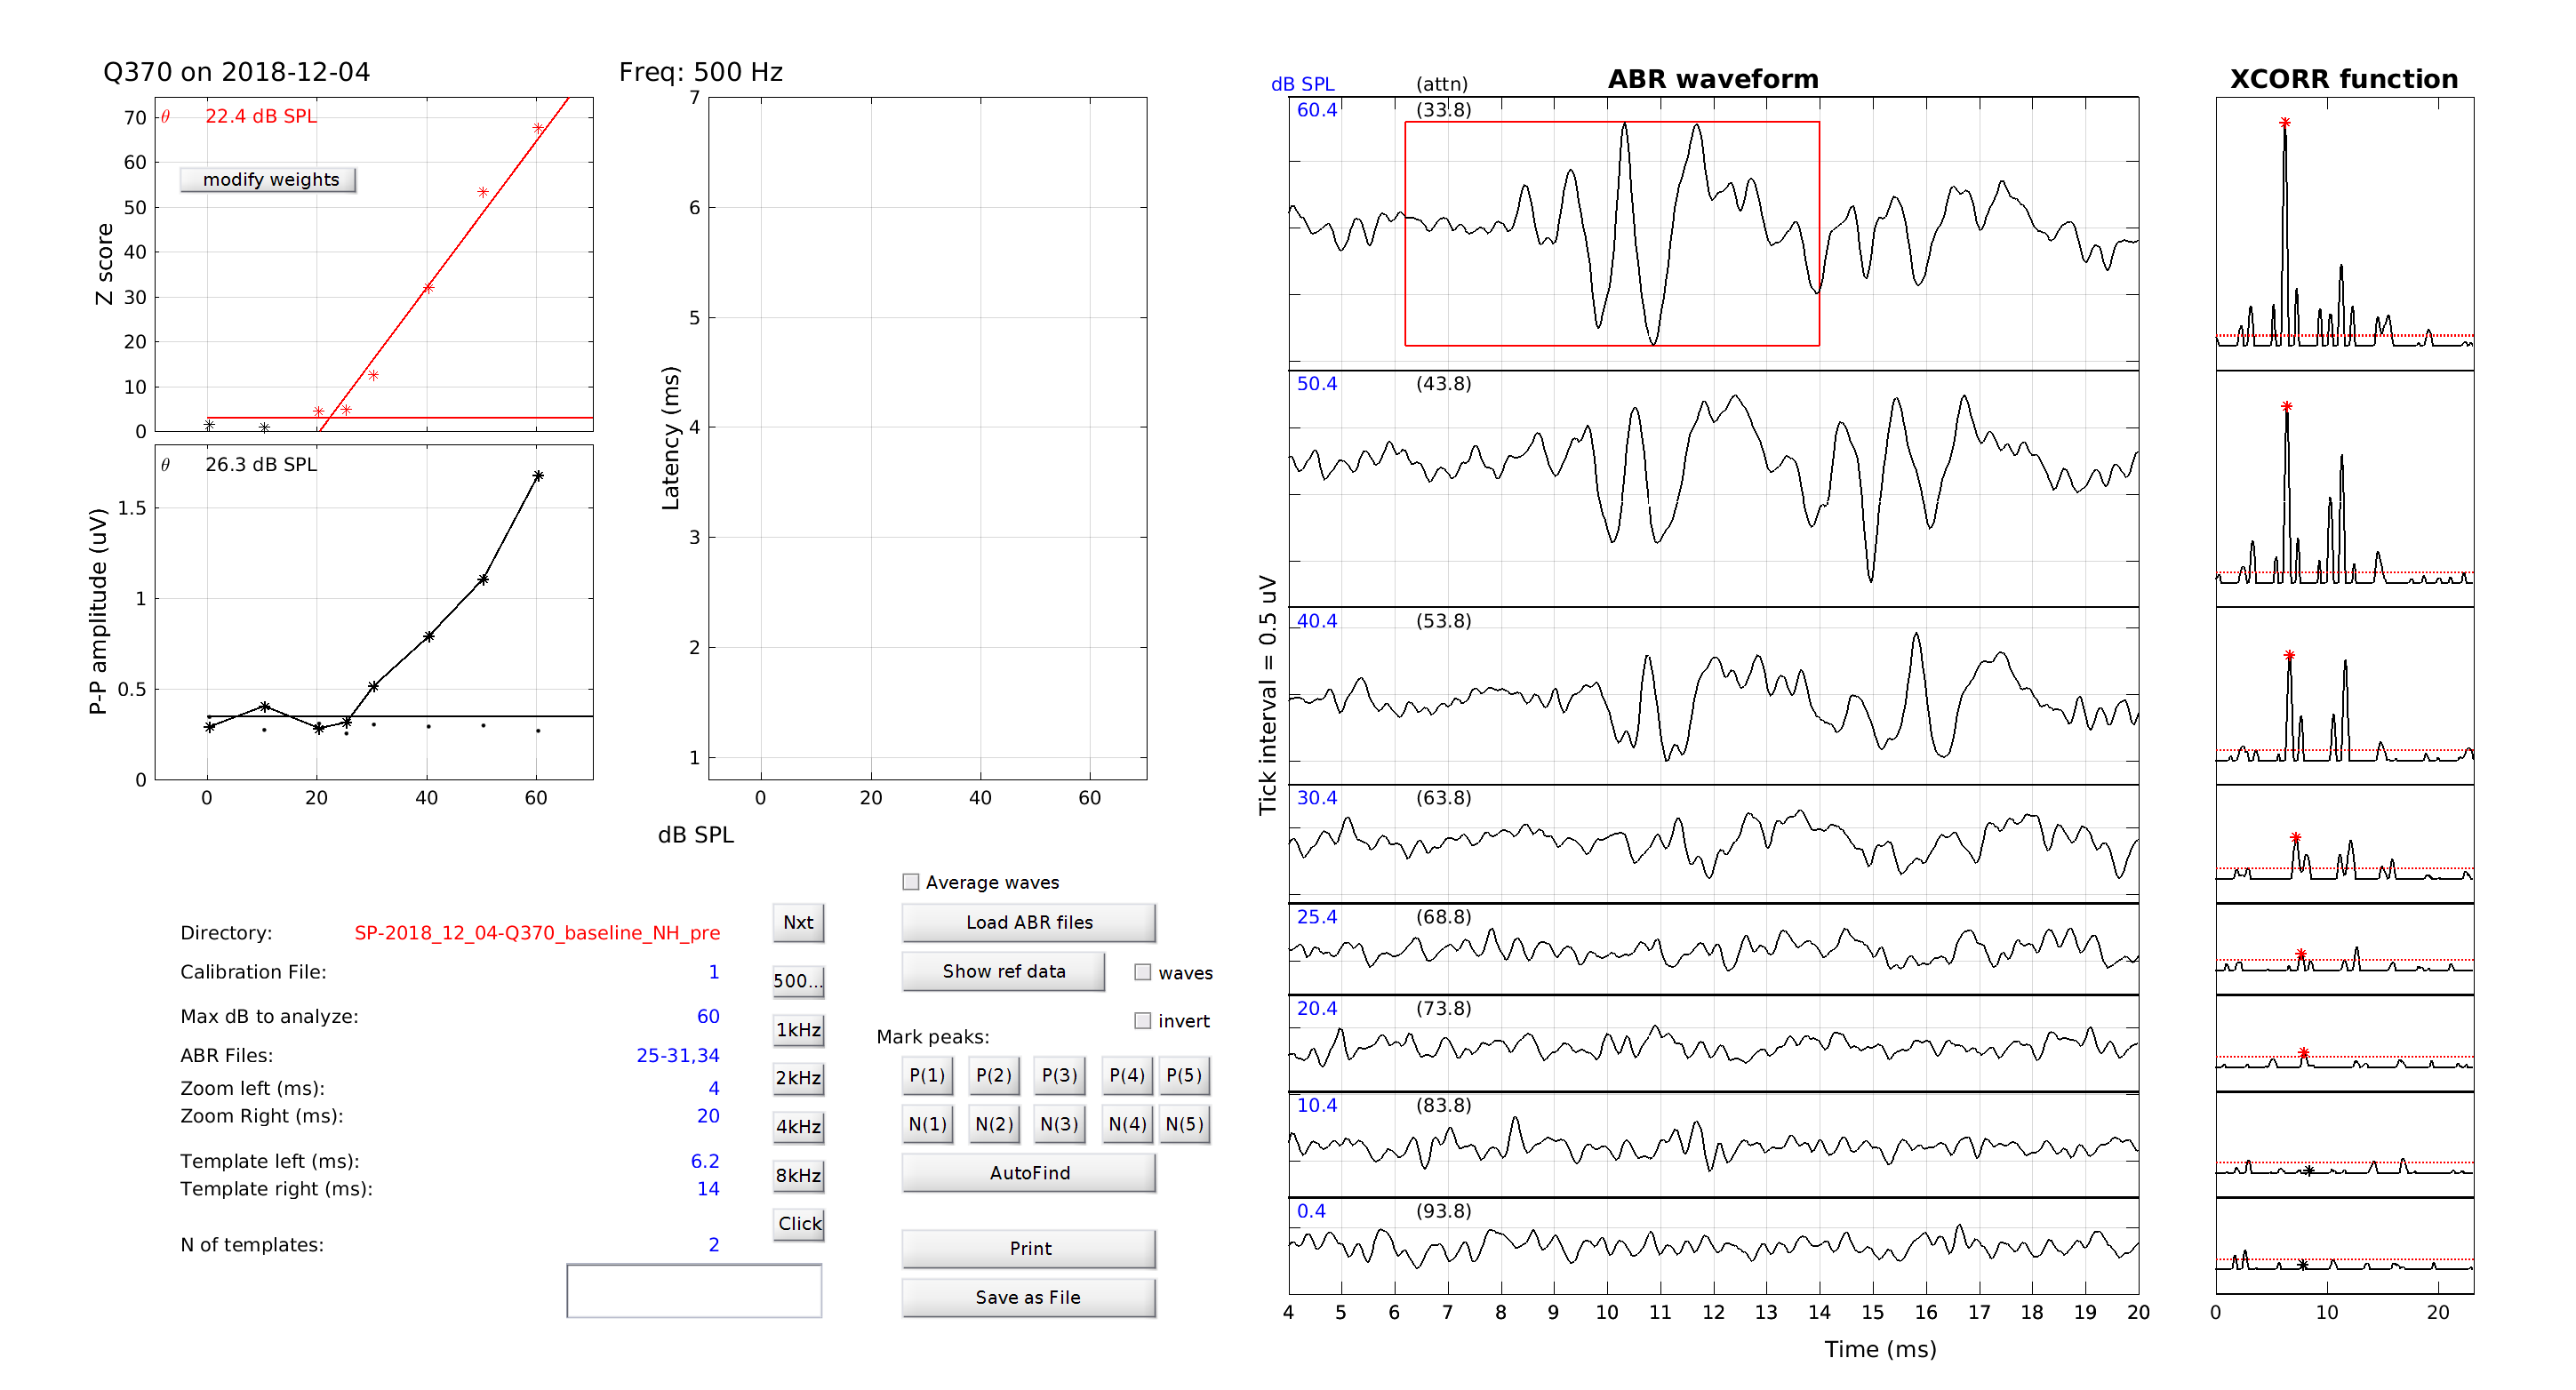 Q370 on 2018-12-04
Freq: 500 Hz
θ 22.4 dB SPL
modify weights
Z score
70
60
50
40
30
20
10
0
θ 26.3 dB SPL
P-P amplitude (uV)
1.5
1
0.5
0
0 20 40 60
Latency (ms)
7
6
5
4
3
2
1
0 20 40 60
dB SPL
Directory: SP-2018_12_04-Q370_baseline_NH_pre
Calibration File: 1
Max dB to analyze: 60
ABR Files: 25-31,34
Zoom left (ms): 4
Zoom Right (ms): 20
Template left (ms): 6.2
Template right (ms): 14
N of templates: 2
Nxt
500...
1kHz
2kHz
4kHz
8kHz
Click
Average waves
Load ABR files
Show ref data
waves
invert
Mark peaks:
P(1) P(2) P(3) P(4) P(5)
N(1) N(2) N(3) N(4) N(5)
AutoFind
Print
Save as File
dB SPL (attn) ABR waveform
60.4 (33.8)
50.4 (43.8)
40.4 (53.8)
30.4 (63.8)
25.4 (68.8)
20.4 (73.8)
10.4 (83.8)
0.4 (93.8)
Tick interval = 0.5 uV
4 5 6 7 8 9 10 11 12 13 14 15 16 17 18 19 20
Time (ms)
XCORR function
0 10 20